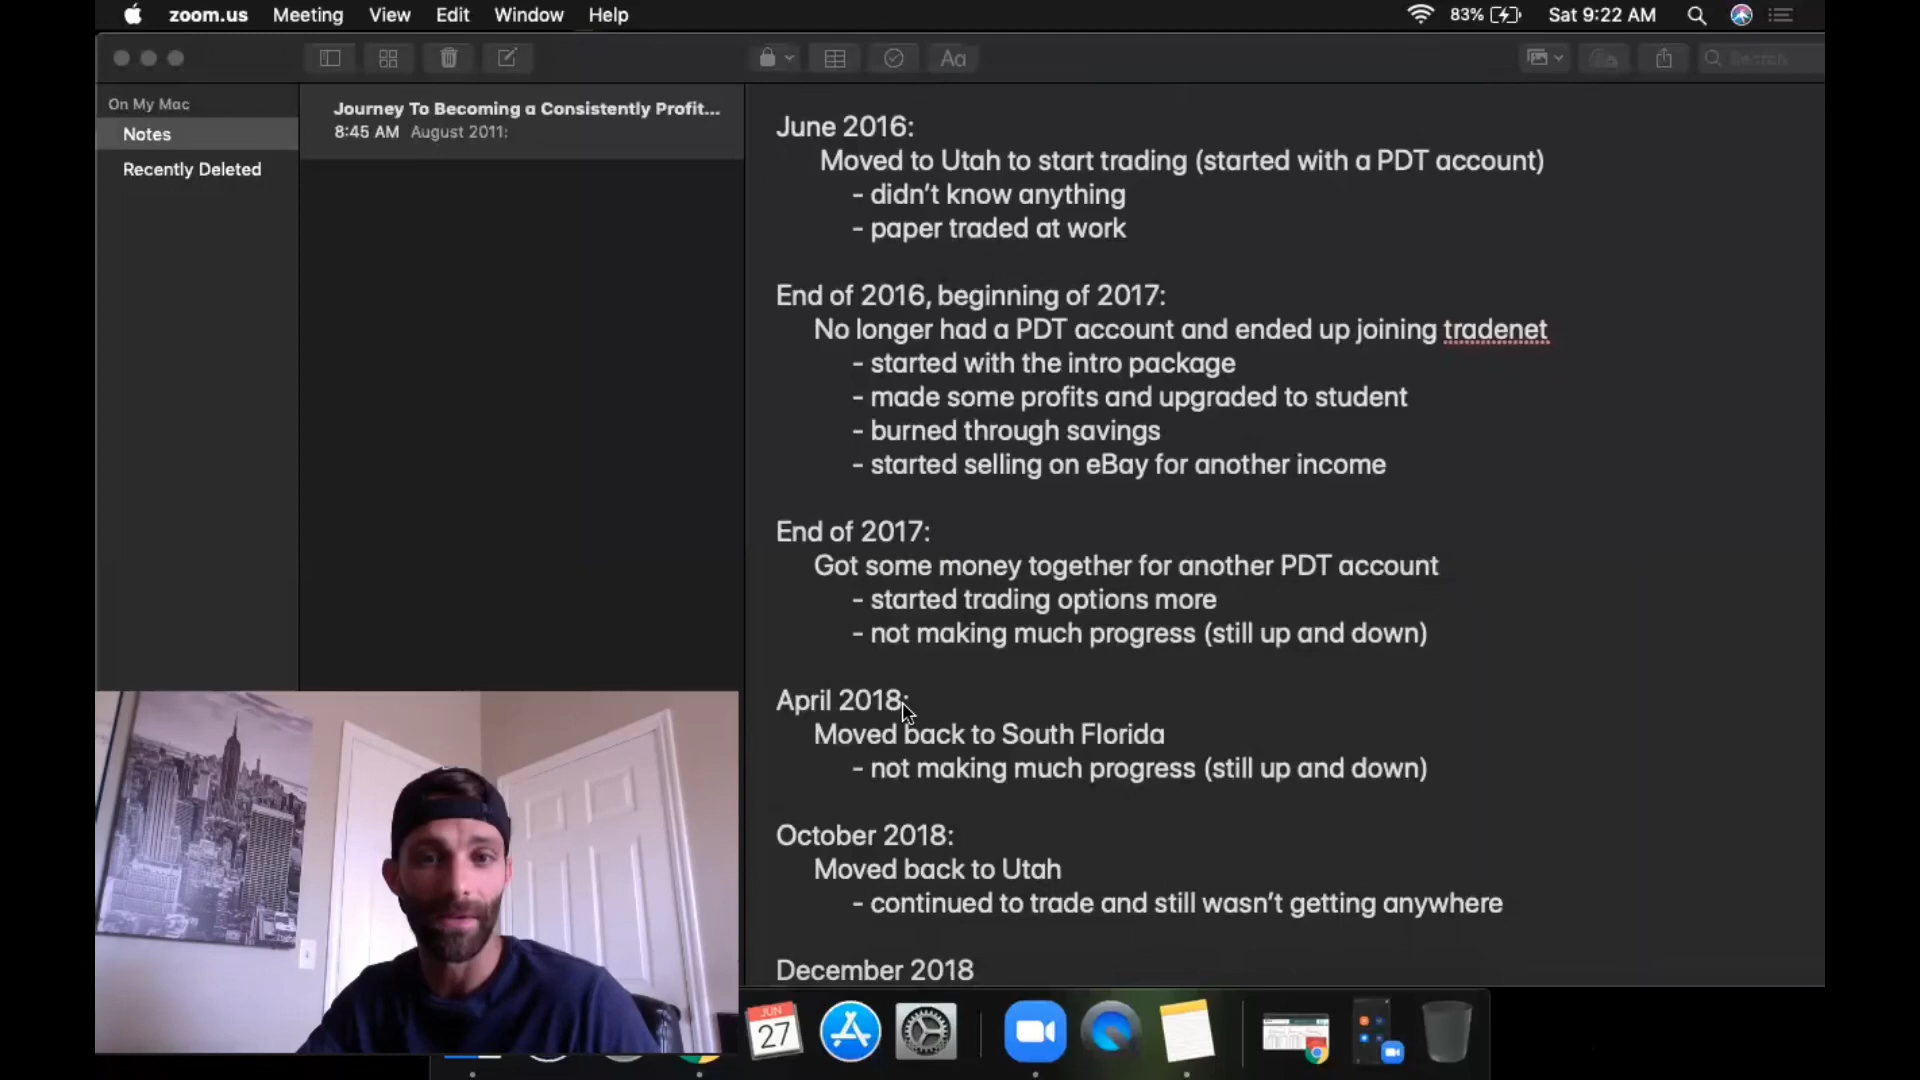 zoom.us Meeting View Edit Window Help 83% Sat 9:22 AM
Aa
On My Mac
Notes
Recently Deleted
Journey To Becoming a Consistently Profit...
8:45 AM August 2011:
June 2016:
Moved to Utah to start trading (started with a PDT account)
- didn't know anything
- paper traded at work
End of 2016, beginning of 2017:
No longer had a PDT account and ended up joining tradenet
- started with the intro package
- made some profits and upgraded to student
- burned through savings
- started selling on eBay for another income
End of 2017:
Got some money together for another PDT account
- started trading options more
- not making much progress (still up and down)
April 2018:
Moved back to South Florida
- not making much progress (still up and down)
October 2018:
Moved back to Utah
- continued to trade and still wasn't getting anywhere
December 2018
Search
JUN
27